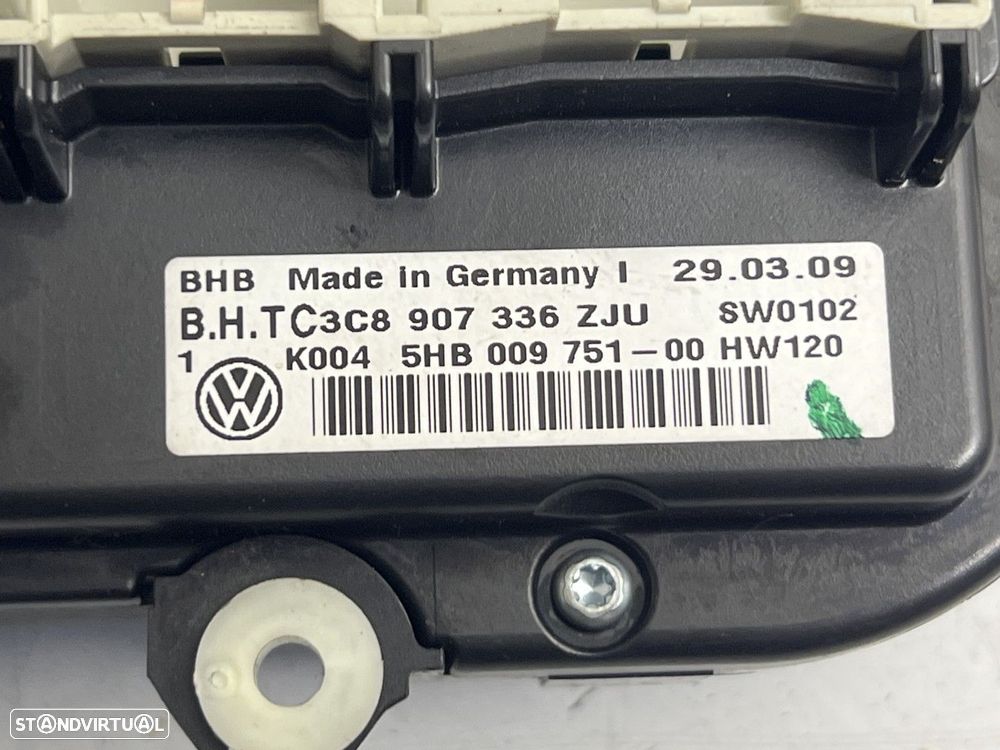 BHB Made in Germany I 29.03.09
B.H.TC3C8 907 336 ZJU SW0102
1 K004 5HB 009 751-00 HW120
STANDVIRTUAL